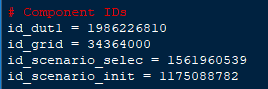 # Component IDs
id_dut1 = 1986226810
id_grid = 34364000
id_scenario_selec = 1561960539
id_scenario_init = 1175088782